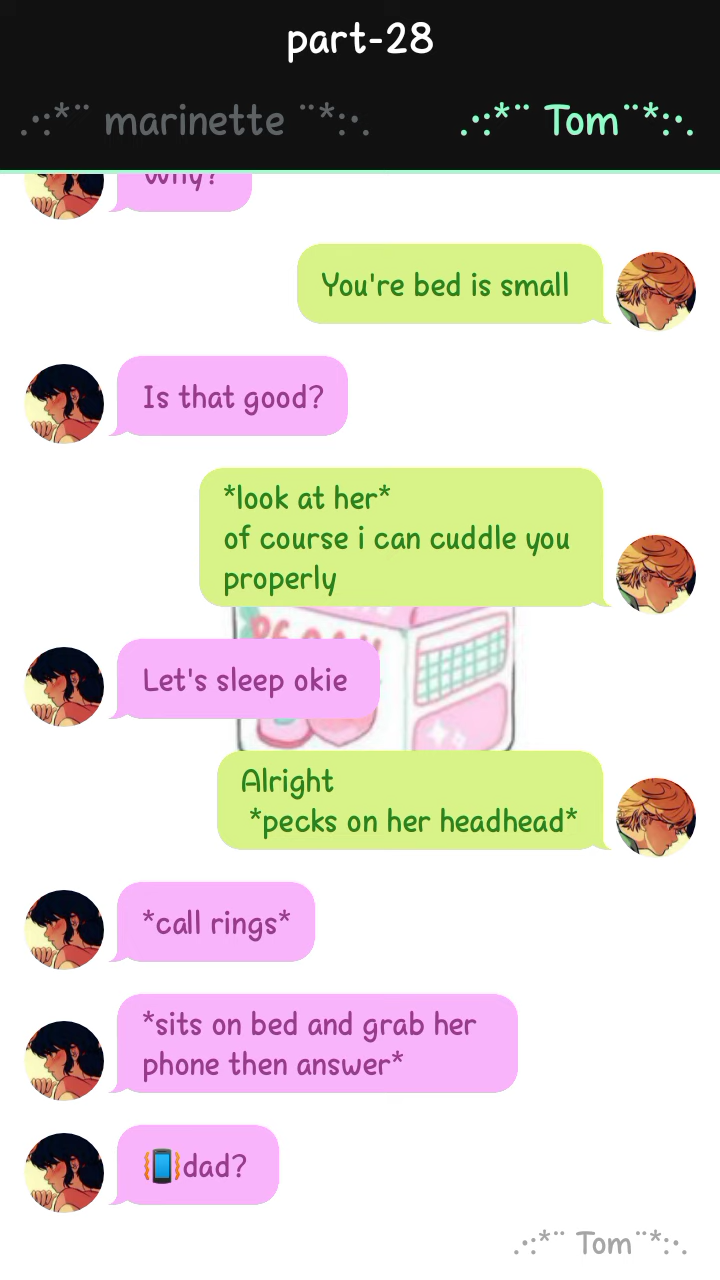 part-28
.·:*¨ marinette ¨*:·.
.·:*¨ Tom¨*:·.
Why?
You're bed is small
Is that good?
*look at her*
of course i can cuddle you
properly
Let's sleep okie
Alright
*pecks on her headhead*
*call rings*
*sits on bed and grab her
phone then answer*
📳dad?
.·:*¨ Tom¨*:·.